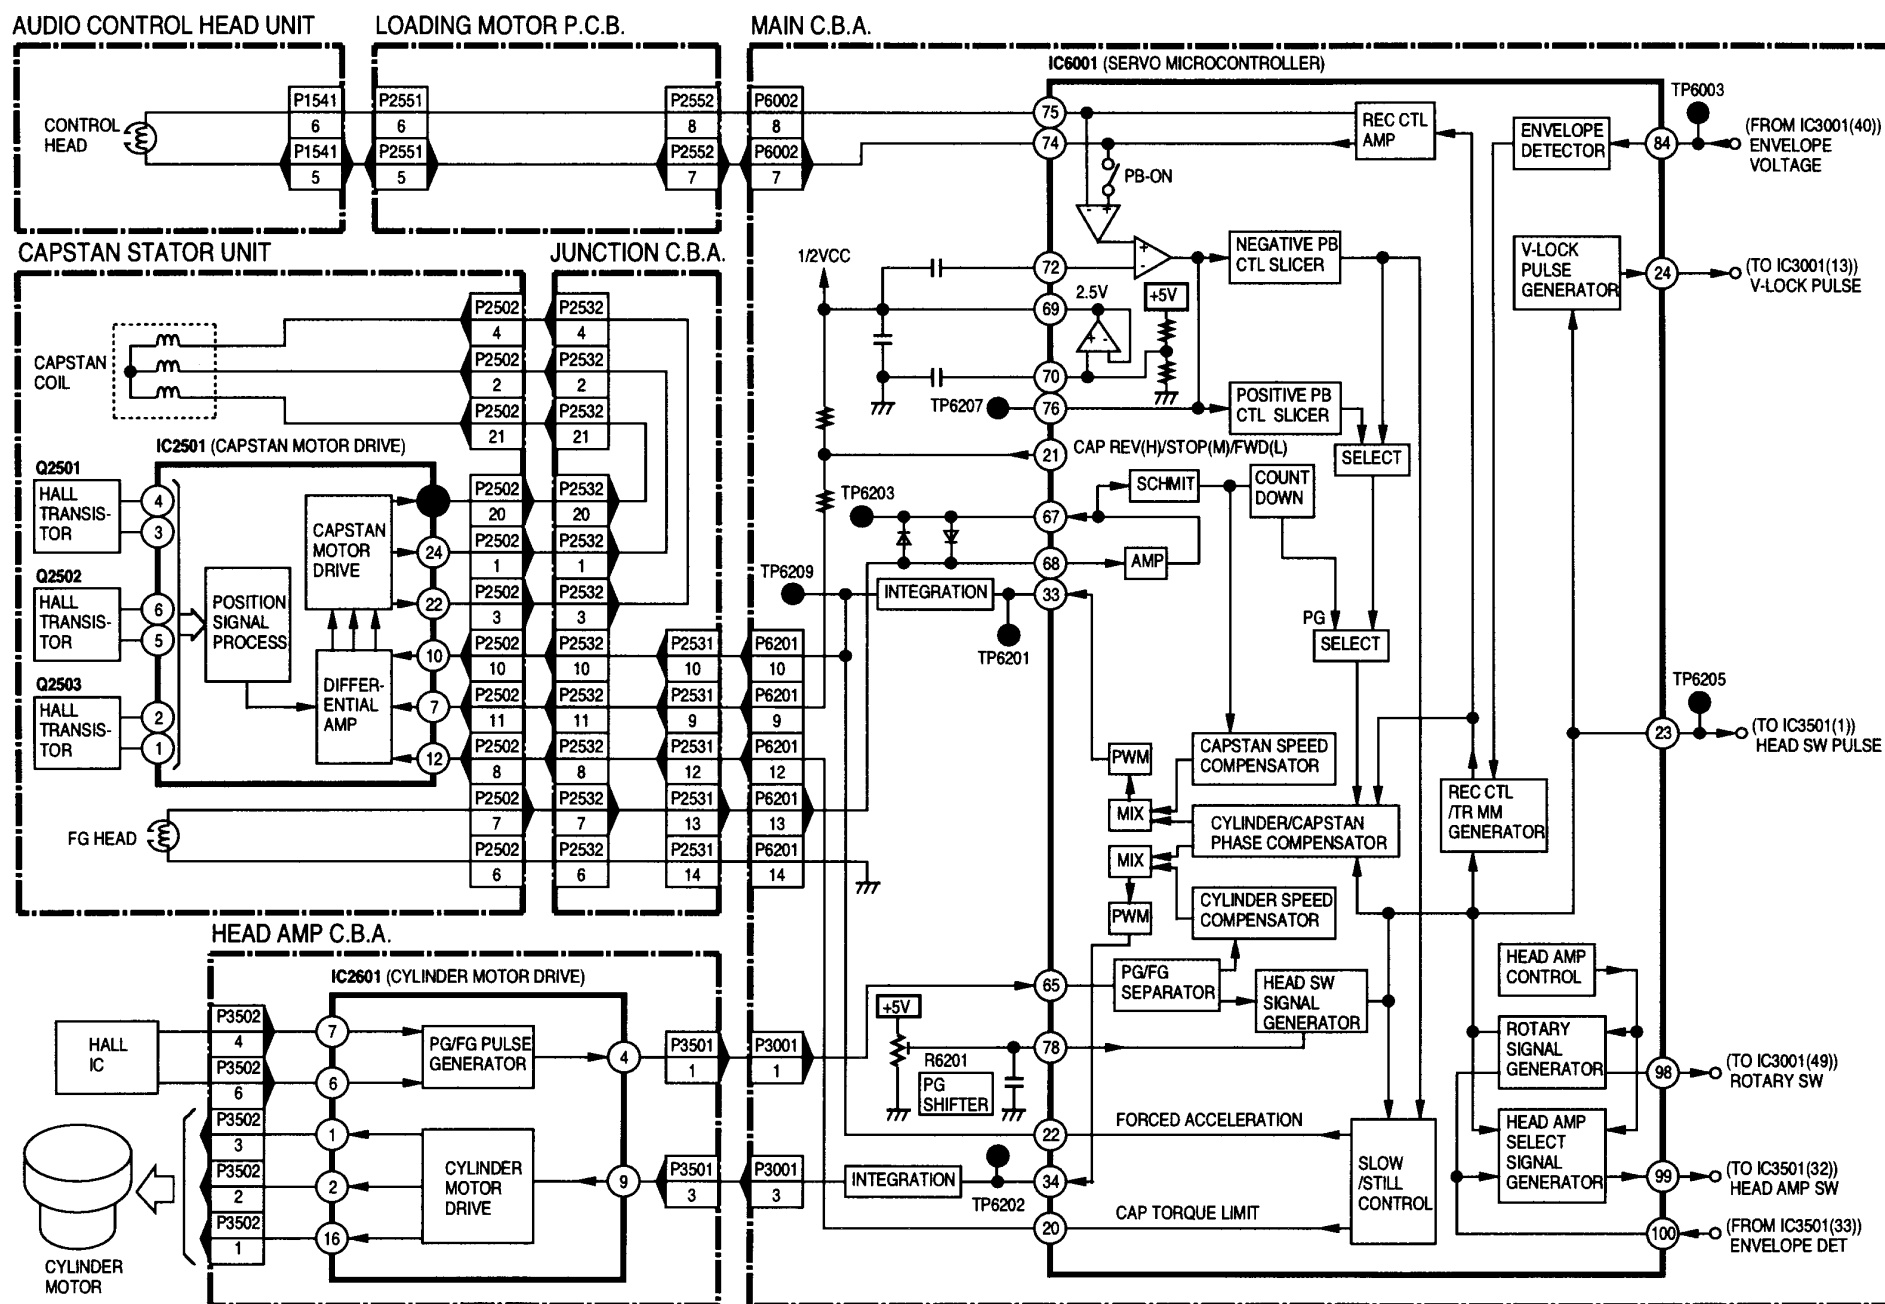 AUDIO CONTROL HEAD UNIT
LOADING MOTOR P.C.B.
MAIN C.B.A.
IC6001 (SERVO MICROCONTROLLER)
CONTROL
HEAD
P1541
6
P1541
5
P2551
6
P2551
5
P2552
8
P2552
7
P6002
8
P6002
7
75
74
REC CTL
AMP
PB-ON
- +
+
-
ENVELOPE
DETECTOR
84
TP6003
(FROM IC3001(40))
ENVELOPE
VOLTAGE
CAPSTAN STATOR UNIT
JUNCTION C.B.A.
1/2VCC
72
69
70
76
21
2.5V
+5V
+ -
NEGATIVE PB
CTL SLICER
POSITIVE PB
CTL SLICER
SELECT
V-LOCK
PULSE
GENERATOR
24
(TO IC3001(13))
V-LOCK PULSE
TP6207
CAP REV(H)/STOP(M)/FWD(L)
CAPSTAN
COIL
P2502
4
P2502
2
P2502
21
P2532
4
P2532
2
P2532
21
IC2501 (CAPSTAN MOTOR DRIVE)
Q2501
HALL
TRANSIS-
TOR
4
3
Q2502
HALL
TRANSIS-
TOR
6
5
Q2503
HALL
TRANSIS-
TOR
2
1
POSITION
SIGNAL
PROCESS
CAPSTAN
MOTOR
DRIVE
DIFFER-
ENTIAL
AMP
24
22
10
7
12
P2502
20
P2502
1
P2502
3
P2502
10
P2502
11
P2502
8
P2502
7
P2502
6
P2532
20
P2532
1
P2532
3
P2532
10
P2532
11
P2532
8
P2532
7
P2532
6
P2531
10
P2531
9
P2531
12
P2531
13
P2531
14
P6201
10
P6201
9
P6201
12
P6201
13
P6201
14
FG HEAD
TP6203
67
68
33
SCHMIT
COUNT
DOWN
AMP
TP6209
INTEGRATION
TP6201
PG
SELECT
TP6205
23
(TO IC3501(1))
HEAD SW PULSE
PWM
CAPSTAN SPEED
COMPENSATOR
MIX
CYLINDER/CAPSTAN
PHASE COMPENSATOR
MIX
PWM
CYLINDER SPEED
COMPENSATOR
REC CTL
/TR MM
GENERATOR
HEAD AMP C.B.A.
IC2601 (CYLINDER MOTOR DRIVE)
HALL
IC
P3502
4
P3502
6
P3502
3
P3502
2
P3502
1
7
6
1
2
16
PG/FG PULSE
GENERATOR
CYLINDER
MOTOR
DRIVE
4
9
P3501
1
P3501
3
P3001
1
P3001
3
CYLINDER
MOTOR
+5V
R6201
PG
SHIFTER
65
78
22
34
20
PG/FG
SEPARATOR
HEAD SW
SIGNAL
GENERATOR
FORCED ACCELERATION
INTEGRATION
TP6202
CAP TORQUE LIMIT
SLOW
/STILL
CONTROL
HEAD AMP
CONTROL
ROTARY
SIGNAL
GENERATOR
HEAD AMP
SELECT
SIGNAL
GENERATOR
98
(TO IC3001(49))
ROTARY SW
99
(TO IC3501(32))
HEAD AMP SW
100
(FROM IC3501(33))
ENVELOPE DET